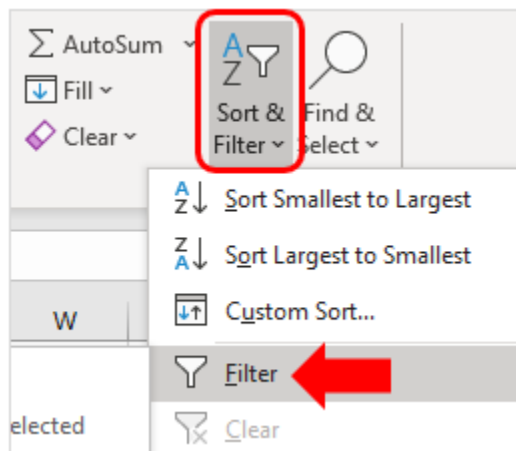 AutoSum
Fill
Clear
Sort &
Filter
Find &
Select
Sort Smallest to Largest
Sort Largest to Smallest
Custom Sort...
W
Filter
elected
Clear